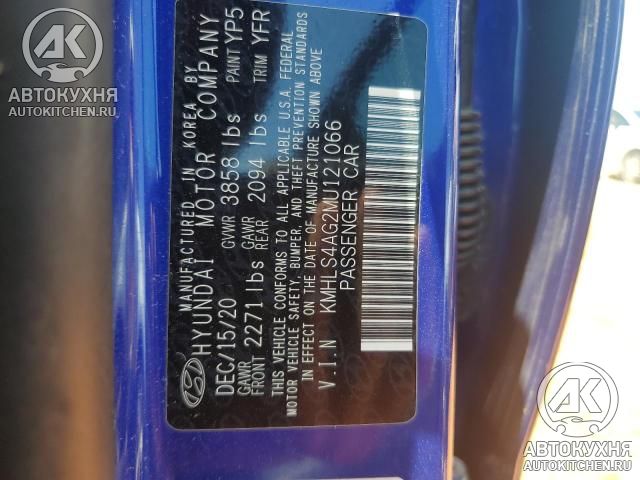 MANUFACTURED IN KOREA BY
HYUNDAI MOTOR COMPANY
DEC/15/20 GVWR 3858 lbs PAINT YP5
GAWR FRONT 2271 lbs GAWR REAR 2094 lbs TRIM YFR
THIS VEHICLE CONFORMS TO ALL APPLICABLE U.S.A. FEDERAL
MOTOR VEHICLE SAFETY, BUMPER, AND THEFT PREVENTION STANDARDS
IN EFFECT ON THE DATE OF MANUFACTURE SHOWN ABOVE
V.I.N KMHLS4AG2MU121066
PASSENGER CAR
АК
АВТОКУХНЯ
AUTOKITCHEN.RU
АК
АВТОКУХНЯ
AUTOKITCHEN.RU